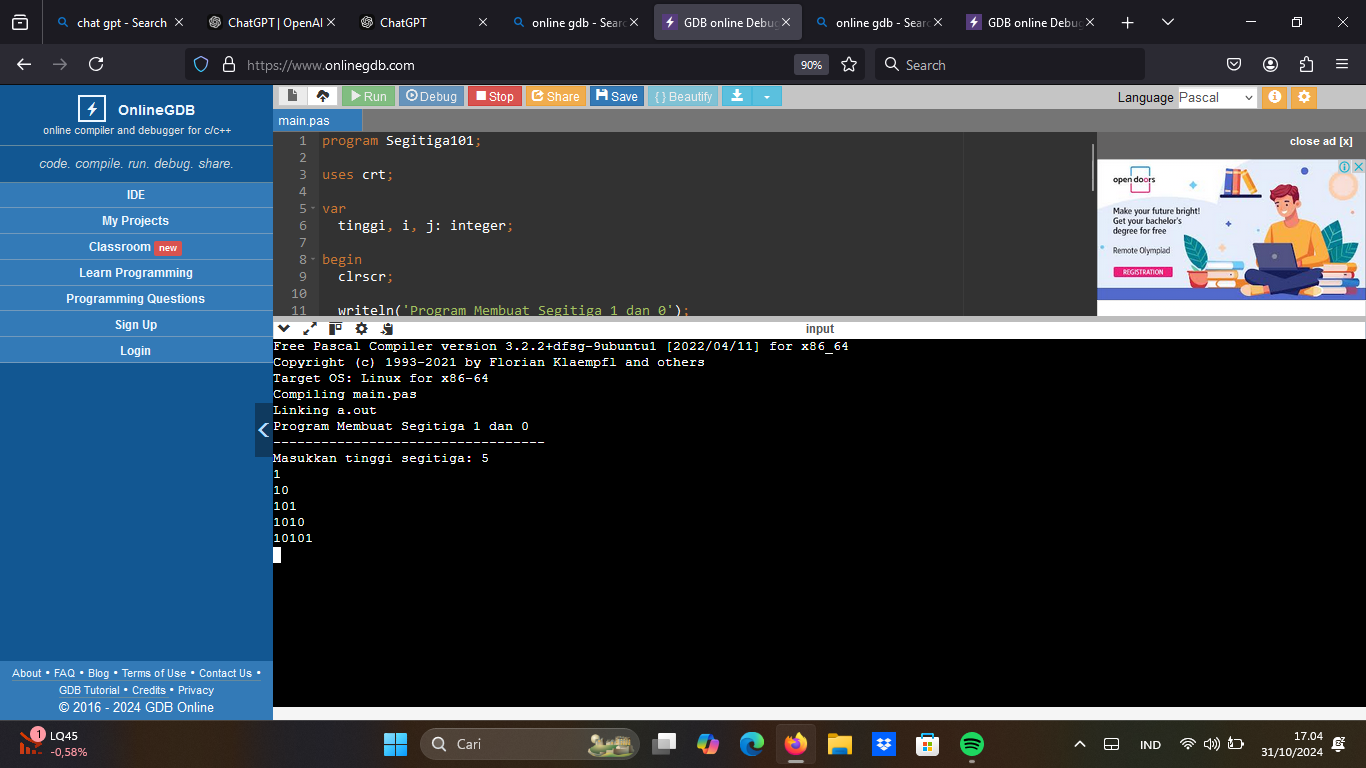 chat gpt - Search
ChatGPT | OpenAI
ChatGPT
online gdb - Sear
GDB online Debug
online gdb - Sear
GDB online Debug
https://www.onlinegdb.com
90%
Search
OnlineGDB
online compiler and debugger for c/c++
code. compile. run. debug. share.
IDE
My Projects
Classroom new
Learn Programming
Programming Questions
Sign Up
Login
About • FAQ • Blog • Terms of Use • Contact Us •
GDB Tutorial • Credits • Privacy
© 2016 - 2024 GDB Online
Run
Debug
Stop
Share
Save
{ } Beautify
Language Pascal
main.pas
1 program Segitiga101;
2
3 uses crt;
4
5 var
6 tinggi, i, j: integer;
7
8 begin
9 clrscr;
10
11 writeln('Program Membuat Segitiga 1 dan 0');
close ad [x]
open doors
Make your future bright!
Get your bachelor's
degree for free
Remote Olympiad
REGISTRATION
input
Free Pascal Compiler version 3.2.2+dfsg-9ubuntu1 [2022/04/11] for x86_64
Copyright (c) 1993-2021 by Florian Klaempfl and others
Target OS: Linux for x86-64
Compiling main.pas
Linking a.out
Program Membuat Segitiga 1 dan 0
----------------------------------
Masukkan tinggi segitiga: 5
1
10
101
1010
10101
1
LQ45
-0,58%
Cari
IND
17.04
31/10/2024